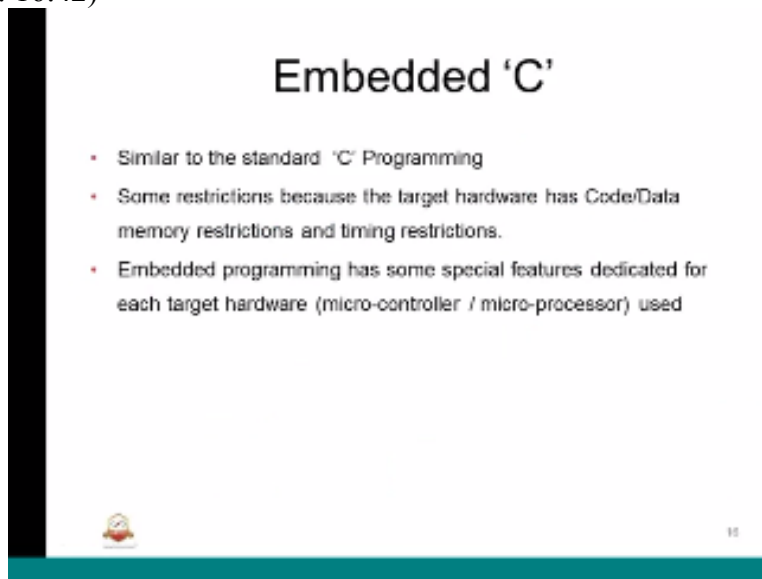 Embedded ‘C’
• Similar to the standard ‘C’ Programming
• Some restrictions because the target hardware has Code/Data
memory restrictions and timing restrictions.
• Embedded programming has some special features dedicated for
each target hardware (micro-controller / micro-processor) used